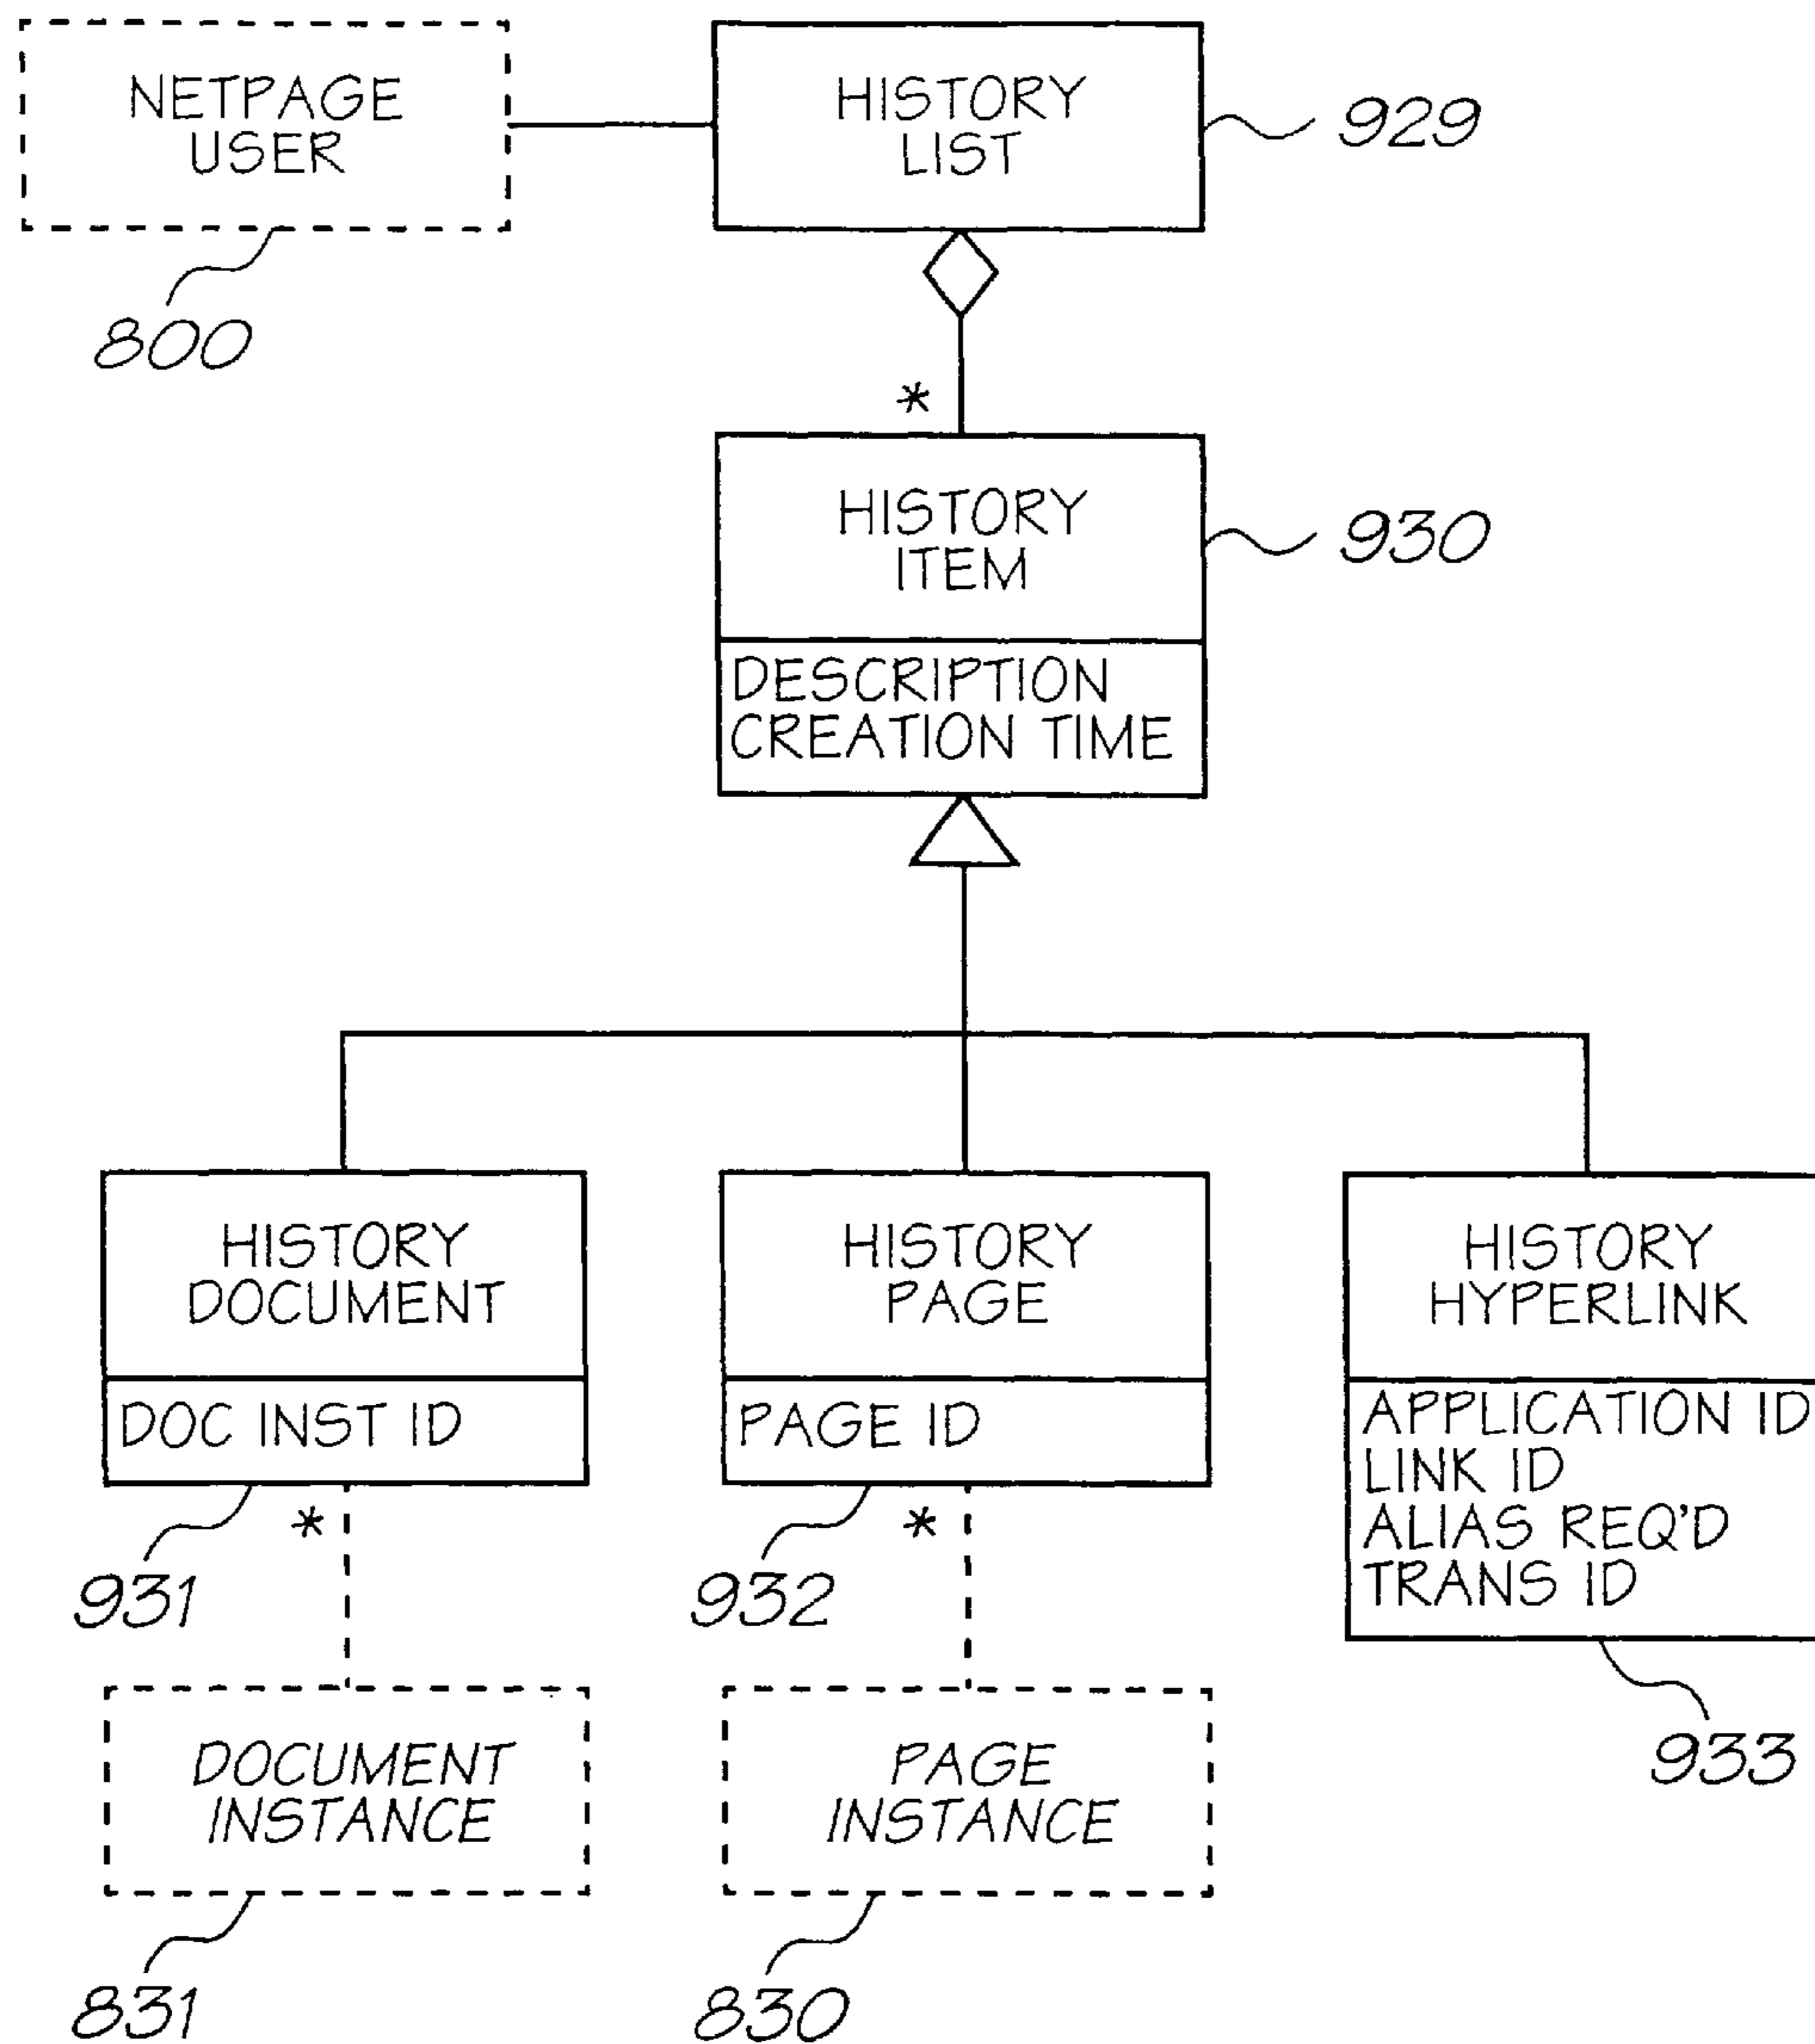 NETPAGE
USER
800
HISTORY
LIST
929
*
HISTORY
ITEM
930
DESCRIPTION
CREATION TIME
HISTORY
DOCUMENT
DOC INST ID
931
*
HISTORY
PAGE
PAGE ID
932
*
HISTORY
HYPERLINK
APPLICATION ID
LINK ID
ALIAS REQ'D
TRANS ID
933
DOCUMENT
INSTANCE
831
PAGE
INSTANCE
830